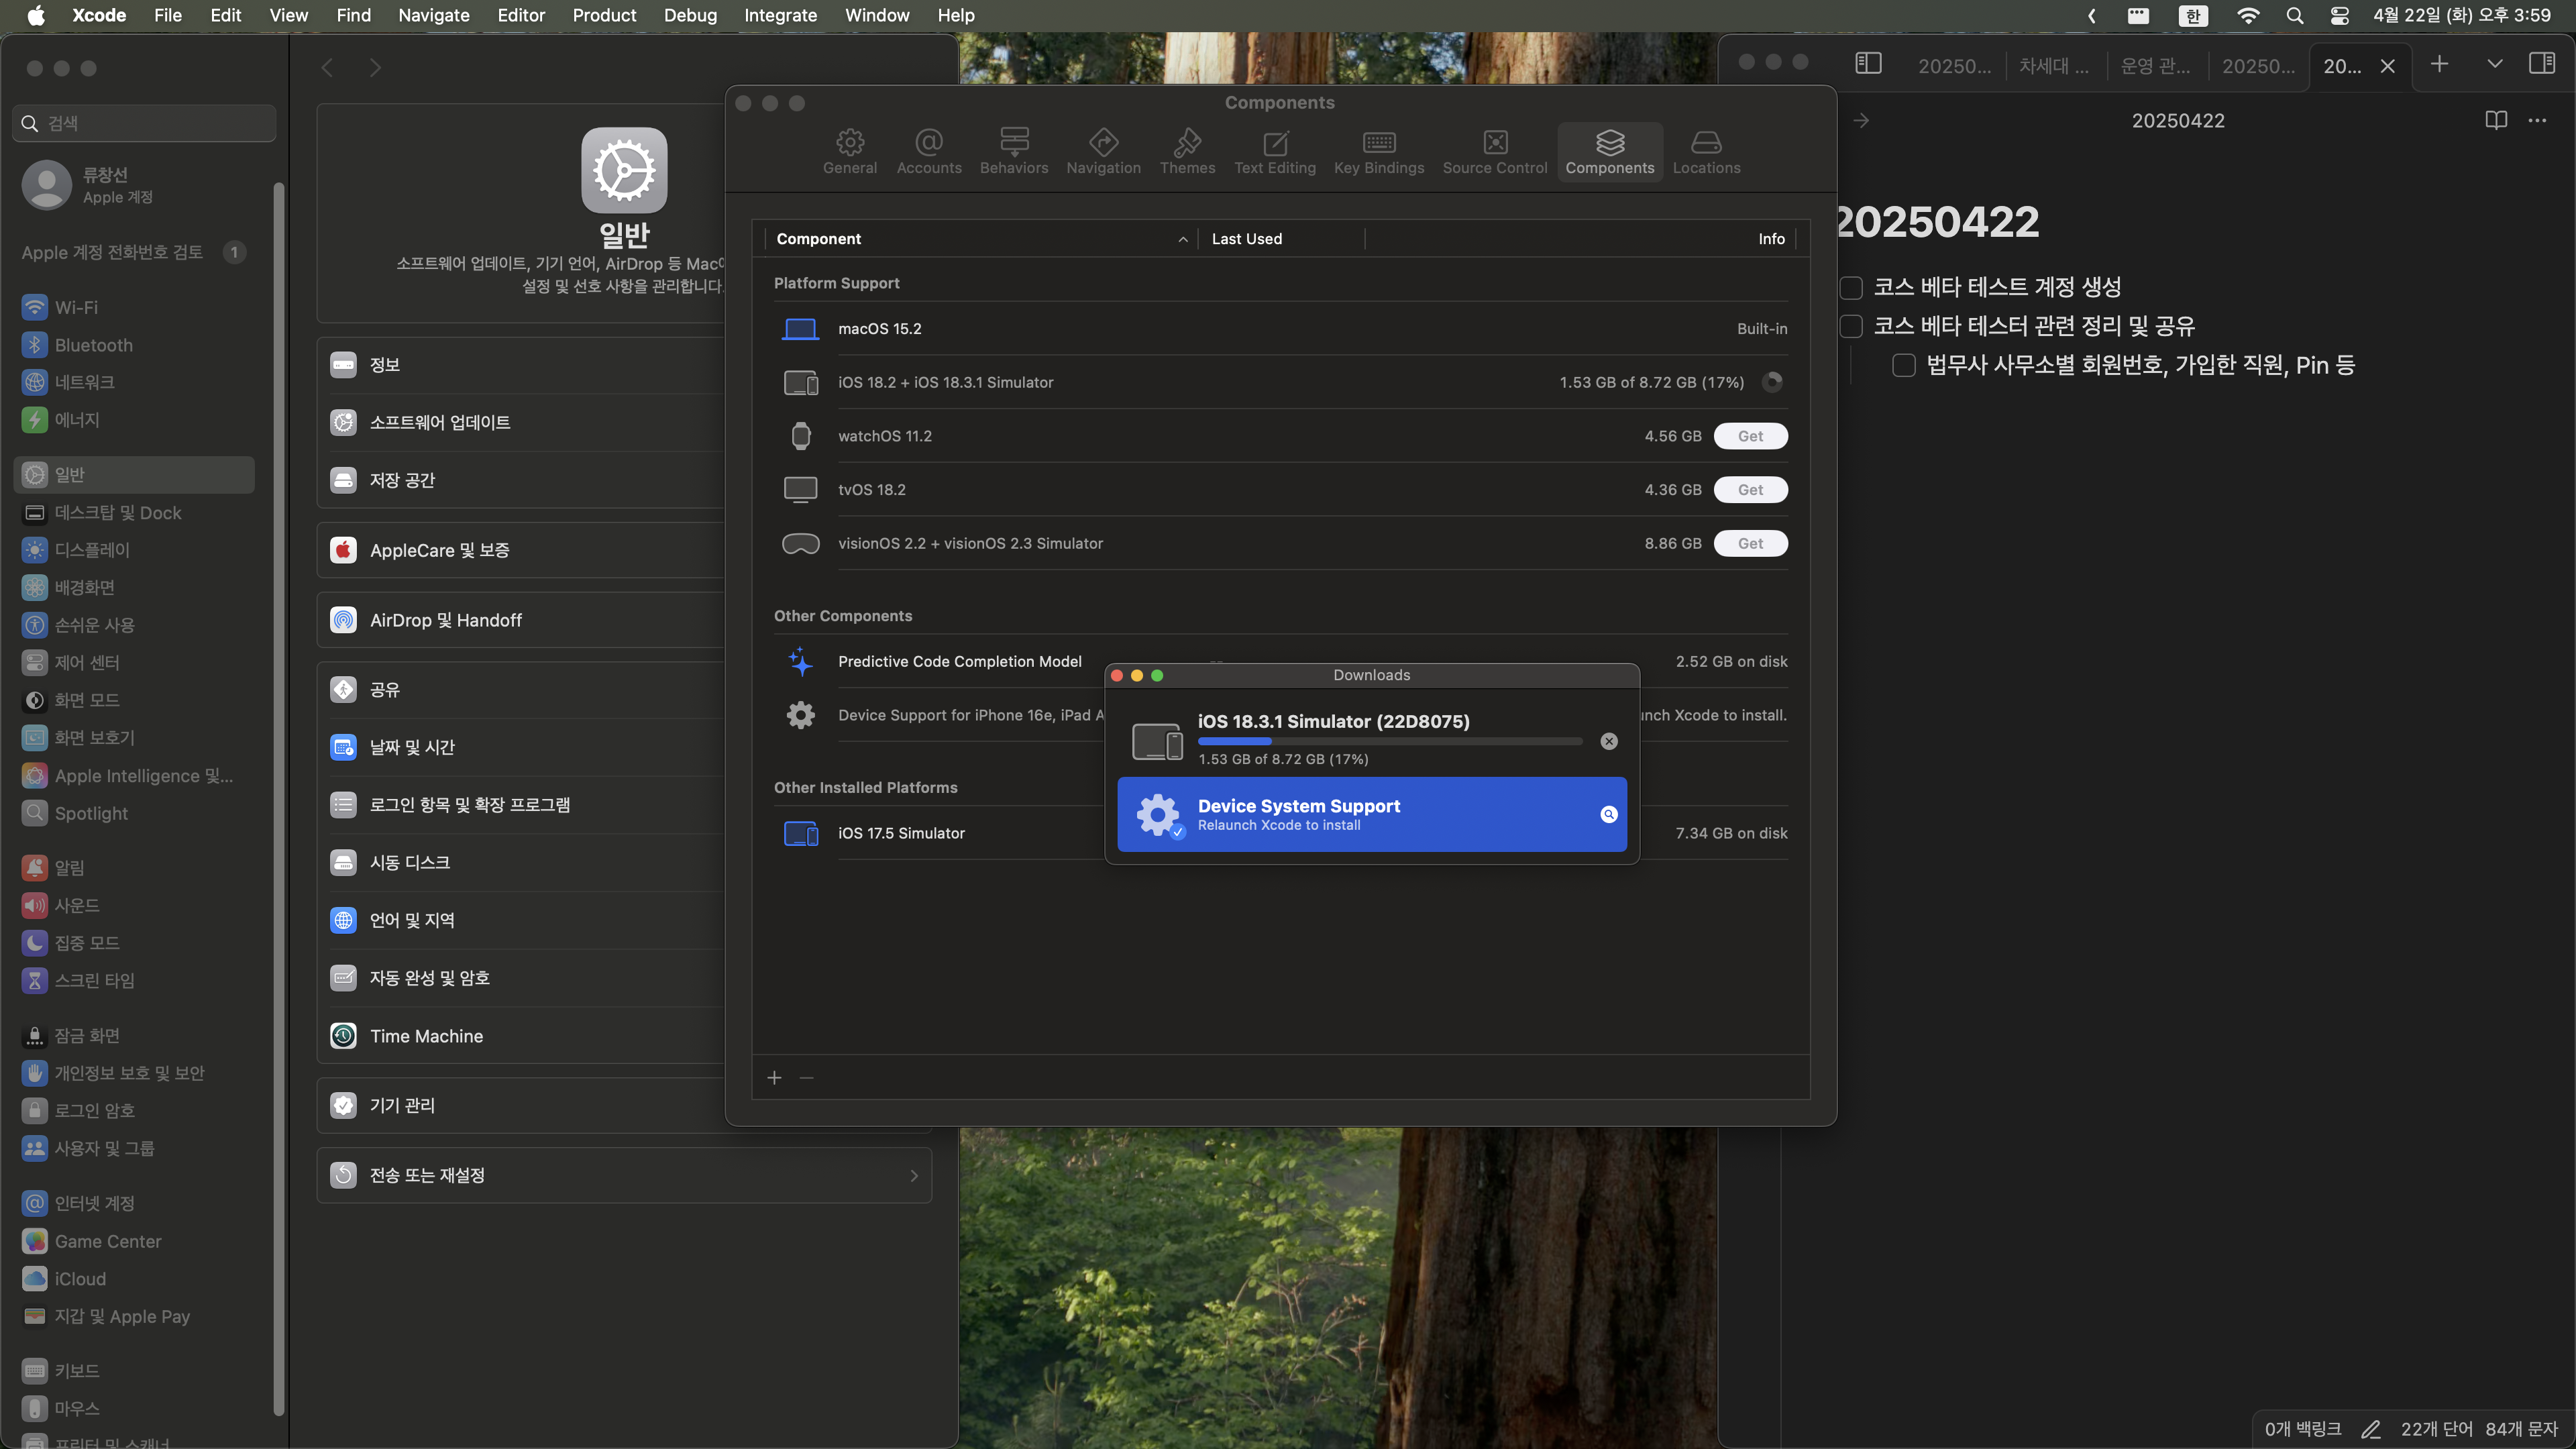 Xcode File Edit View Find Navigate Editor Product Debug Integrate Window Help
한 4월 22일 (화) 오후 3:59
검색
류창선
Apple 계정
Apple 계정 전화번호 검토 1
Wi-Fi
Bluetooth
네트워크
에너지
일반
데스크탑 및 Dock
디스플레이
배경화면
손쉬운 사용
제어 센터
화면 모드
화면 보호기
Apple Intelligence 및...
Spotlight
알림
사운드
집중 모드
스크린 타임
잠금 화면
개인정보 보호 및 보안
로그인 암호
사용자 및 그룹
인터넷 계정
Game Center
iCloud
지갑 및 Apple Pay
키보드
마우스
프린터 및 스캐너
일반
소프트웨어 업데이트, 기기 언어, AirDrop 등 Mac에
설정 및 선호 사항을 관리합니다.
정보
소프트웨어 업데이트
저장 공간
AppleCare 및 보증
AirDrop 및 Handoff
공유
날짜 및 시간
로그인 항목 및 확장 프로그램
시동 디스크
언어 및 지역
자동 완성 및 암호
Time Machine
기기 관리
전송 또는 재설정
Components
General Accounts Behaviors Navigation Themes Text Editing Key Bindings Source Control Components Locations
Component Last Used Info
Platform Support
macOS 15.2 Built-in
iOS 18.2 + iOS 18.3.1 Simulator 1.53 GB of 8.72 GB (17%)
watchOS 11.2 4.56 GB Get
tvOS 18.2 4.36 GB Get
visionOS 2.2 + visionOS 2.3 Simulator 8.86 GB Get
Other Components
Predictive Code Completion Model 2.52 GB on disk
Device Support for iPhone 16e, iPad A unch Xcode to install.
Other Installed Platforms
iOS 17.5 Simulator 7.34 GB on disk
Downloads
iOS 18.3.1 Simulator (22D8075)
1.53 GB of 8.72 GB (17%)
Device System Support
Relaunch Xcode to install
20250... 차세대 ... 운영 관... 20250... 20...
20250422
20250422
코스 베타 테스트 계정 생성
코스 베타 테스터 관련 정리 및 공유
법무사 사무소별 회원번호, 가입한 직원, Pin 등
0개 백링크 22개 단어 84개 문자